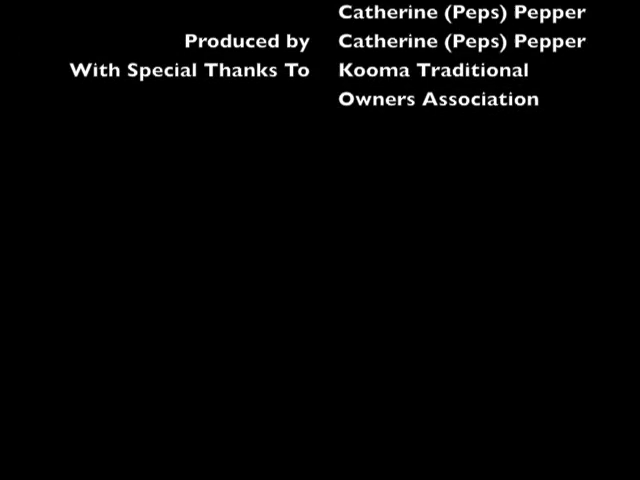 Catherine (Peps) Pepper
Produced by Catherine (Peps) Pepper
With Special Thanks To Kooma Traditional
Owners Association